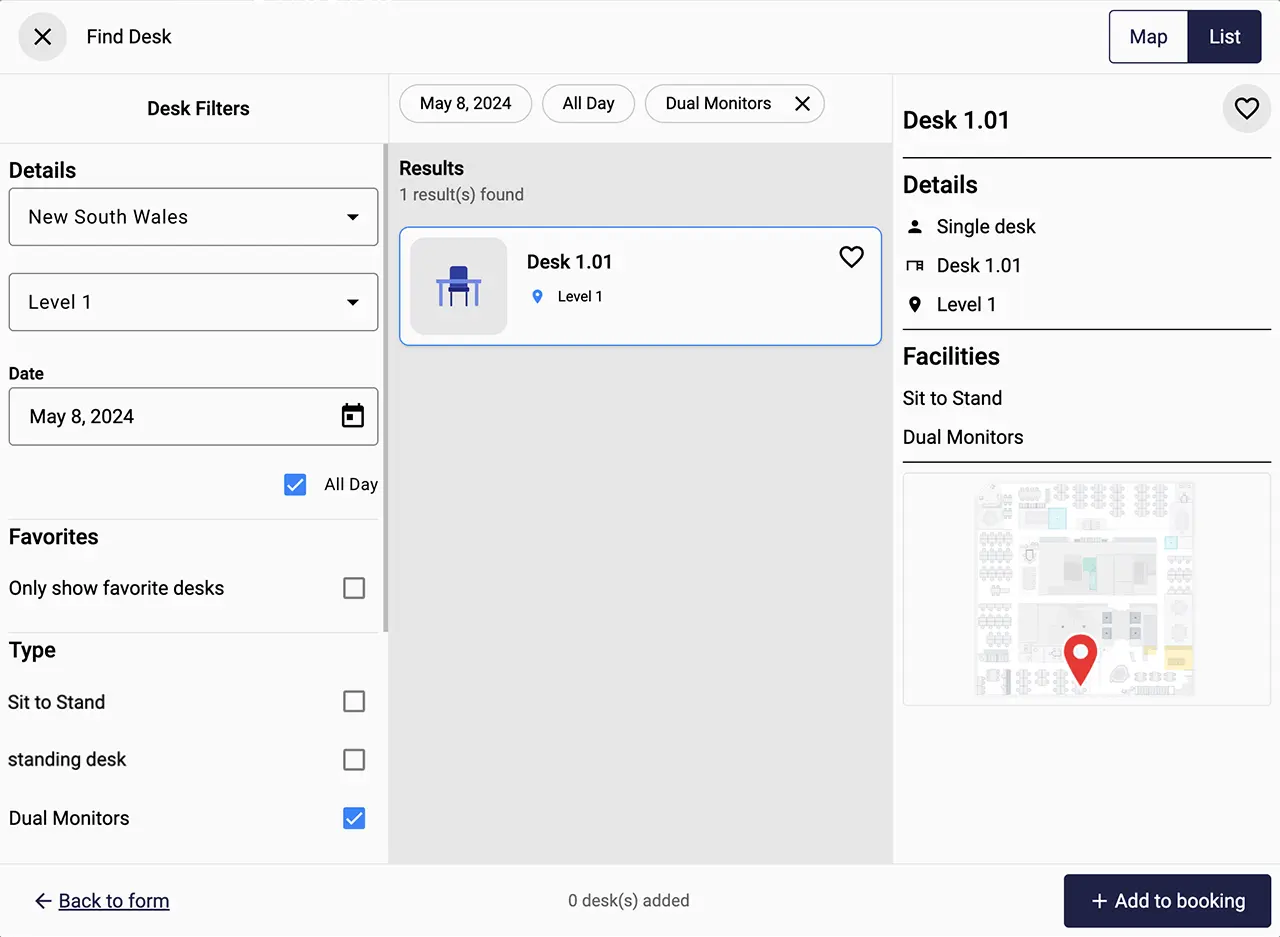 Find Desk
Map
List
Desk Filters
Details
New South Wales
Level 1
Date
May 8, 2024
All Day
Favorites
Only show favorite desks
Type
Sit to Stand
standing desk
Dual Monitors
May 8, 2024
All Day
Dual Monitors
Results
1 result(s) found
Desk 1.01
Level 1
Desk 1.01
Details
Single desk
Desk 1.01
Level 1
Facilities
Sit to Stand
Dual Monitors
Back to form
0 desk(s) added
+ Add to booking